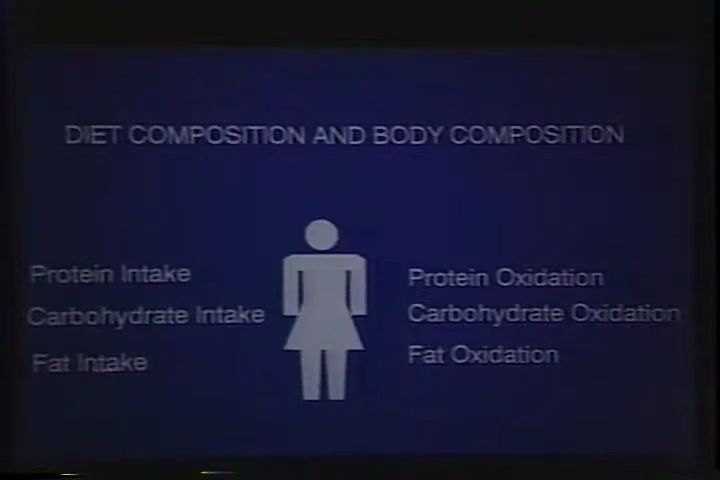 DIET COMPOSITION AND BODY COMPOSITION
Protein Intake
Carbohydrate Intake
Fat Intake
Protein Oxidation
Carbohydrate Oxidation
Fat Oxidation